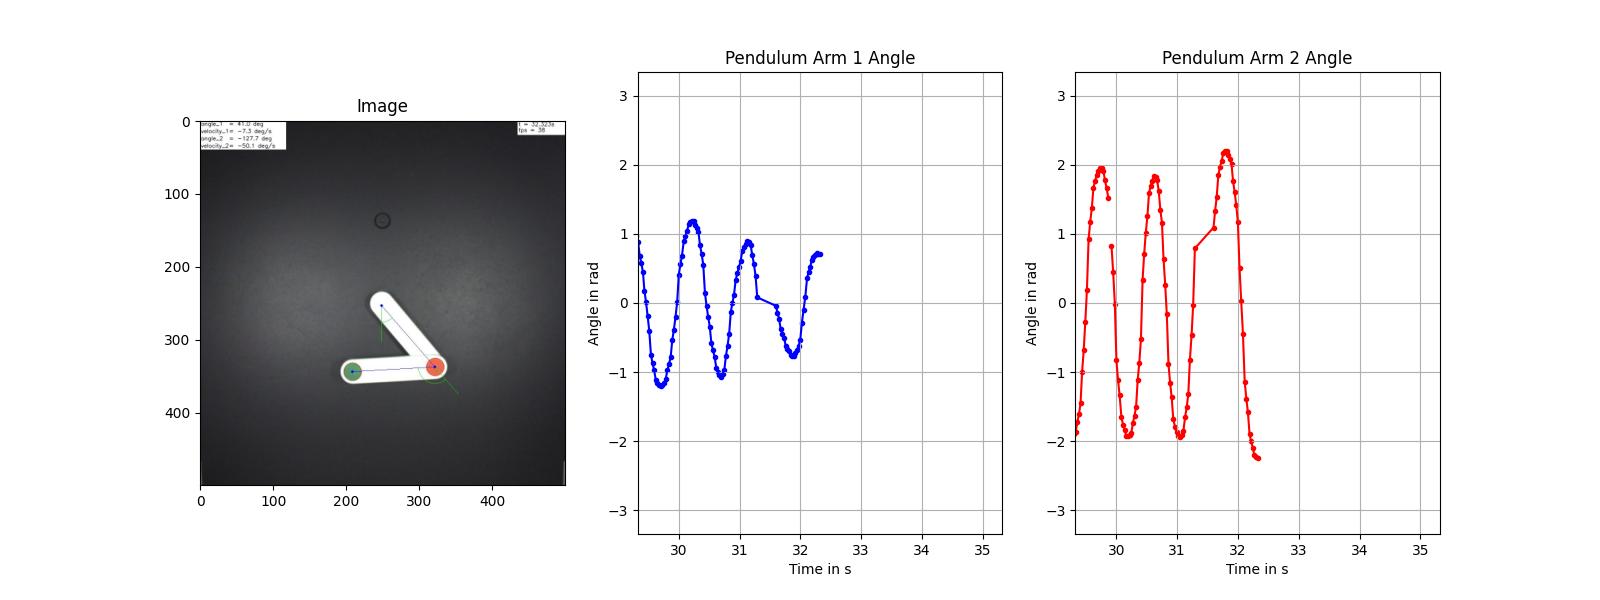 Image
angle_1 = 41.0 deg
velocity_1= -7.3 deg/s
angle_2 = -127.7 deg
velocity_2= -50.1 deg/s
t = 32.323s
fps = 38
0
100
200
300
400
0 100 200 300 400
Pendulum Arm 1 Angle
Angle in rad
3
2
1
0
−1
−2
−3
30 31 32 33 34 35
Time in s
Pendulum Arm 2 Angle
Angle in rad
3
2
1
0
−1
−2
−3
30 31 32 33 34 35
Time in s